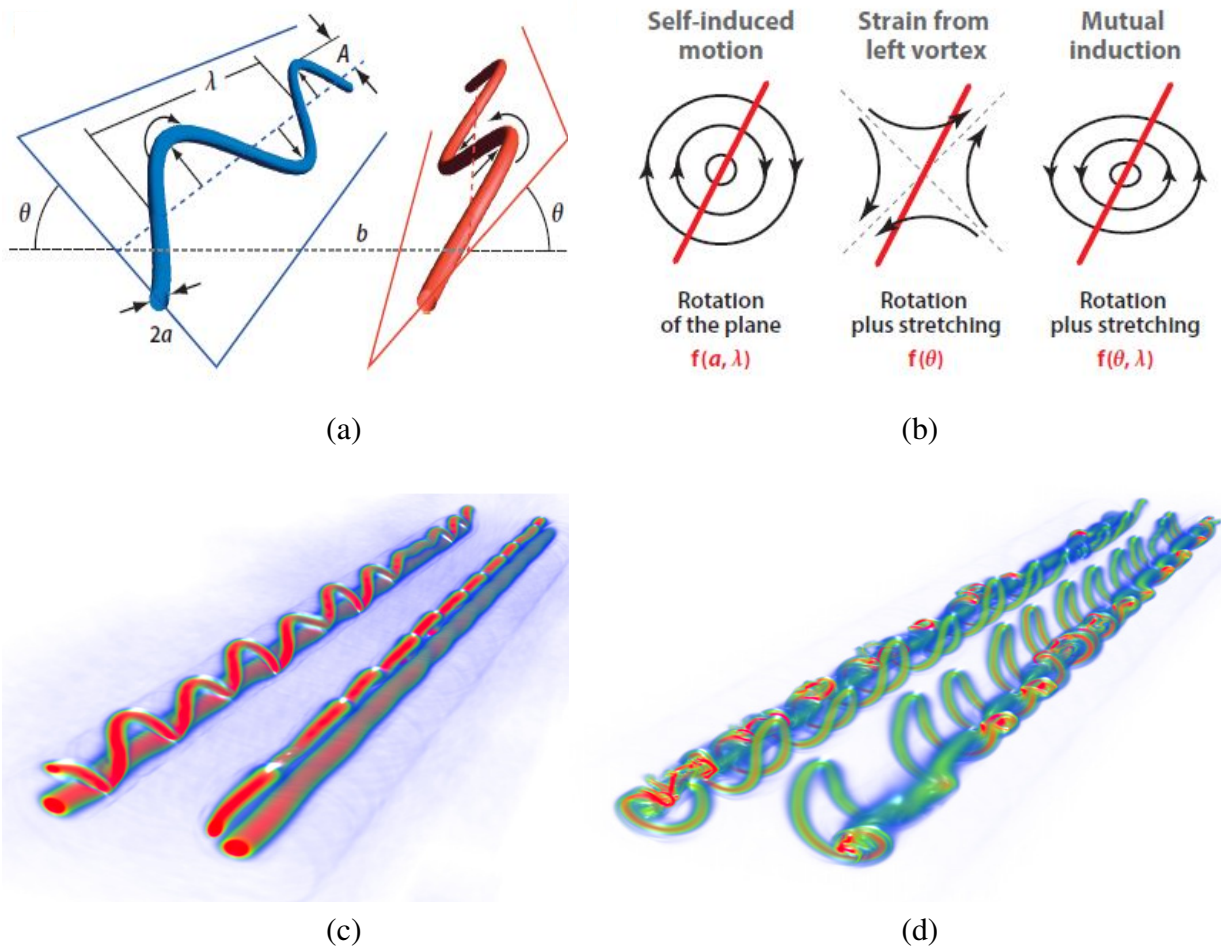 A
λ
θ
b
θ
2a
Self-induced
motion
Strain from
left vortex
Mutual
induction
Rotation
of the plane
f(a, λ)
Rotation
plus stretching
f(θ)
Rotation
plus stretching
f(θ, λ)
(a)
(b)
(c)
(d)